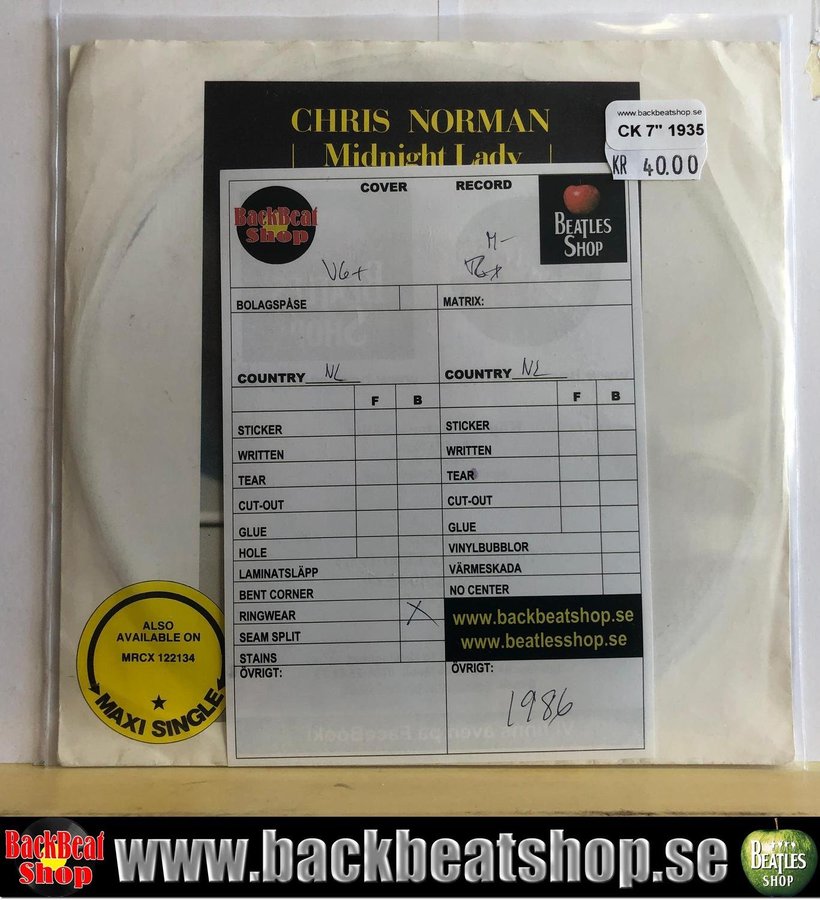 CHRIS NORMAN
Midnight Lady
www.backbeatshop.se
CK 7" 1935
KR 40.00
COVER
RECORD
BackBeat
Shop
BEATLES
SHOP
M-
VG+
BOLAGSPÅSE
MATRIX:
COUNTRY NL
COUNTRY NL
F B
F B
STICKER
STICKER
WRITTEN
WRITTEN
TEAR
TEAR
CUT-OUT
CUT-OUT
GLUE
GLUE
HOLE
VINYLBUBBLOR
LAMINATSLÄPP
VÄRMESKADA
BENT CORNER
NO CENTER
RINGWEAR X
SEAM SPLIT
STAINS
www.backbeatshop.se
www.beatlesshop.se
ÖVRIGT:
ÖVRIGT:
1986
ALSO
AVAILABLE ON
MRCX 122134
MAXI SINGLE
BackBeat
Shop
www.backbeatshop.se
BEATLES
SHOP